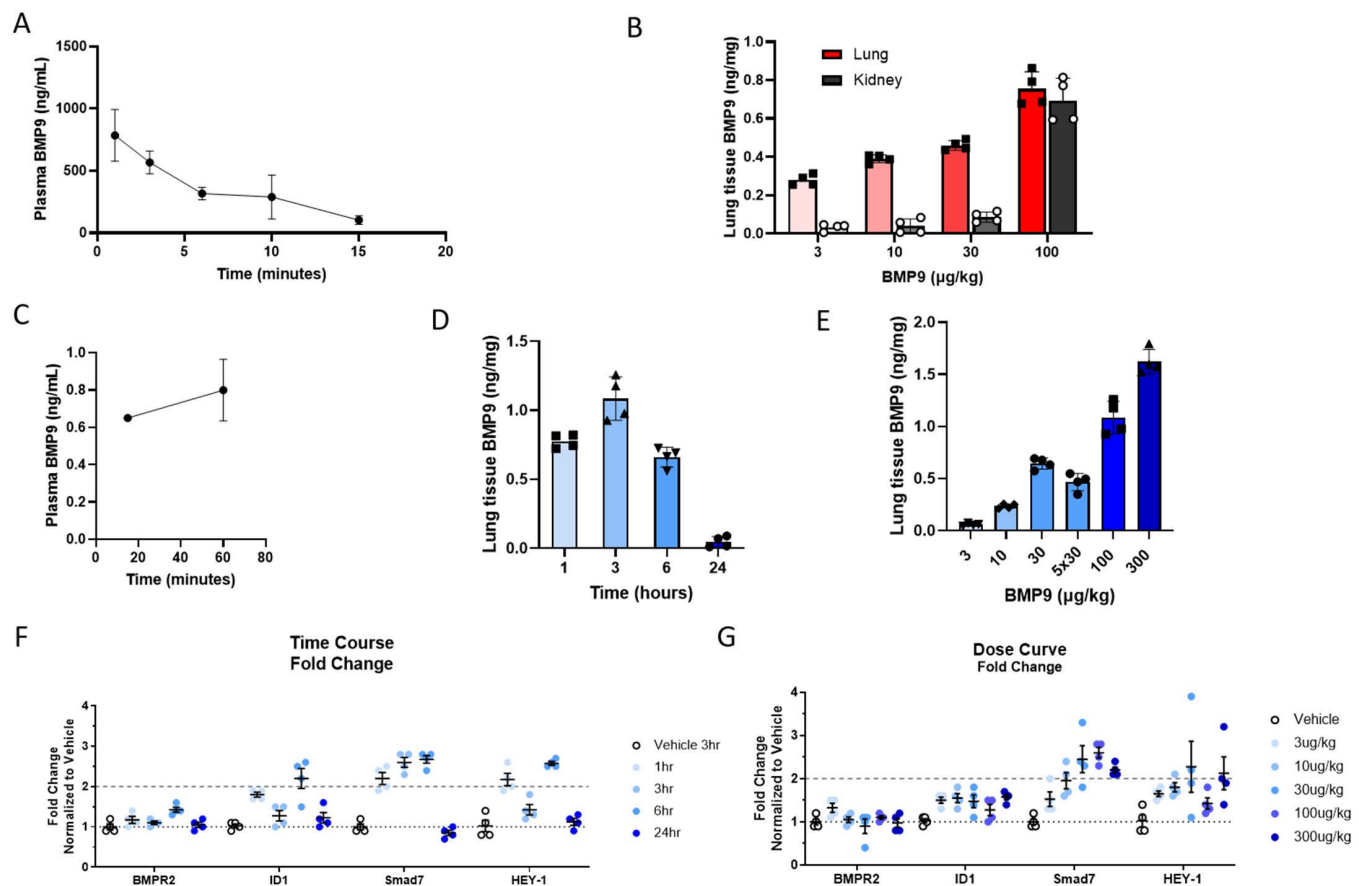 A
Plasma BMP9 (ng/mL)
1500
1000
500
0
0 5 10 15 20
Time (minutes)
B
Lung tissue BMP9 (ng/mg)
1.0
0.8
0.6
0.4
0.2
0.0
Lung
Kidney
3 10 30 100
BMP9 (µg/kg)
C
Plasma BMP9 (ng/mL)
1.0
0.8
0.6
0.4
0.2
0.0
0 20 40 60 80
Time (minutes)
D
Lung tissue BMP9 (ng/mg)
1.5
1.0
0.5
0.0
1 3 6 24
Time (hours)
E
Lung tissue BMP9 (ng/mg)
2.0
1.5
1.0
0.5
0.0
3 10 30 5x30 100 300
BMP9 (µg/kg)
F
Time Course
Fold Change
Fold Change
Normalized to Vehicle
4
3
2
1
0
BMPR2 ID1 Smad7 HEY-1
Vehicle 3hr
1hr
3hr
6hr
24hr
G
Dose Curve
Fold Change
Fold Change
Normalized to Vehicle
4
3
2
1
0
BMPR2 ID1 Smad7 HEY-1
Vehicle
3ug/kg
10ug/kg
30ug/kg
100ug/kg
300ug/kg